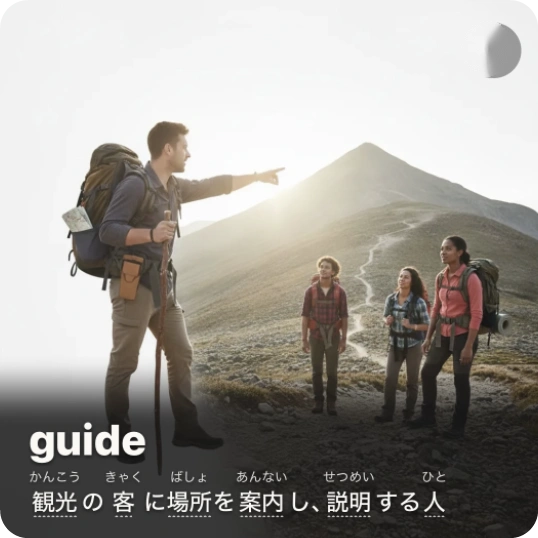 guide
かんこう きゃく ばしょ あんない せつめい ひと
観光の客に場所を案内し、説明する人